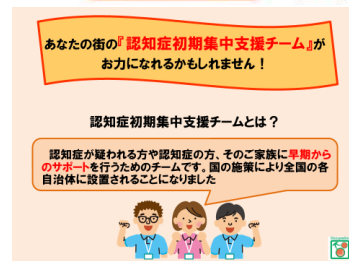 あなたの街の『認知症初期集中支援チーム』が
お力になれるかもしれません！
認知症初期集中支援チームとは？
認知症が疑われる方や認知症の方、そのご家族に早期から
のサポートを行うためのチームです。国の施策により全国の各
自治体に設置されることになりました